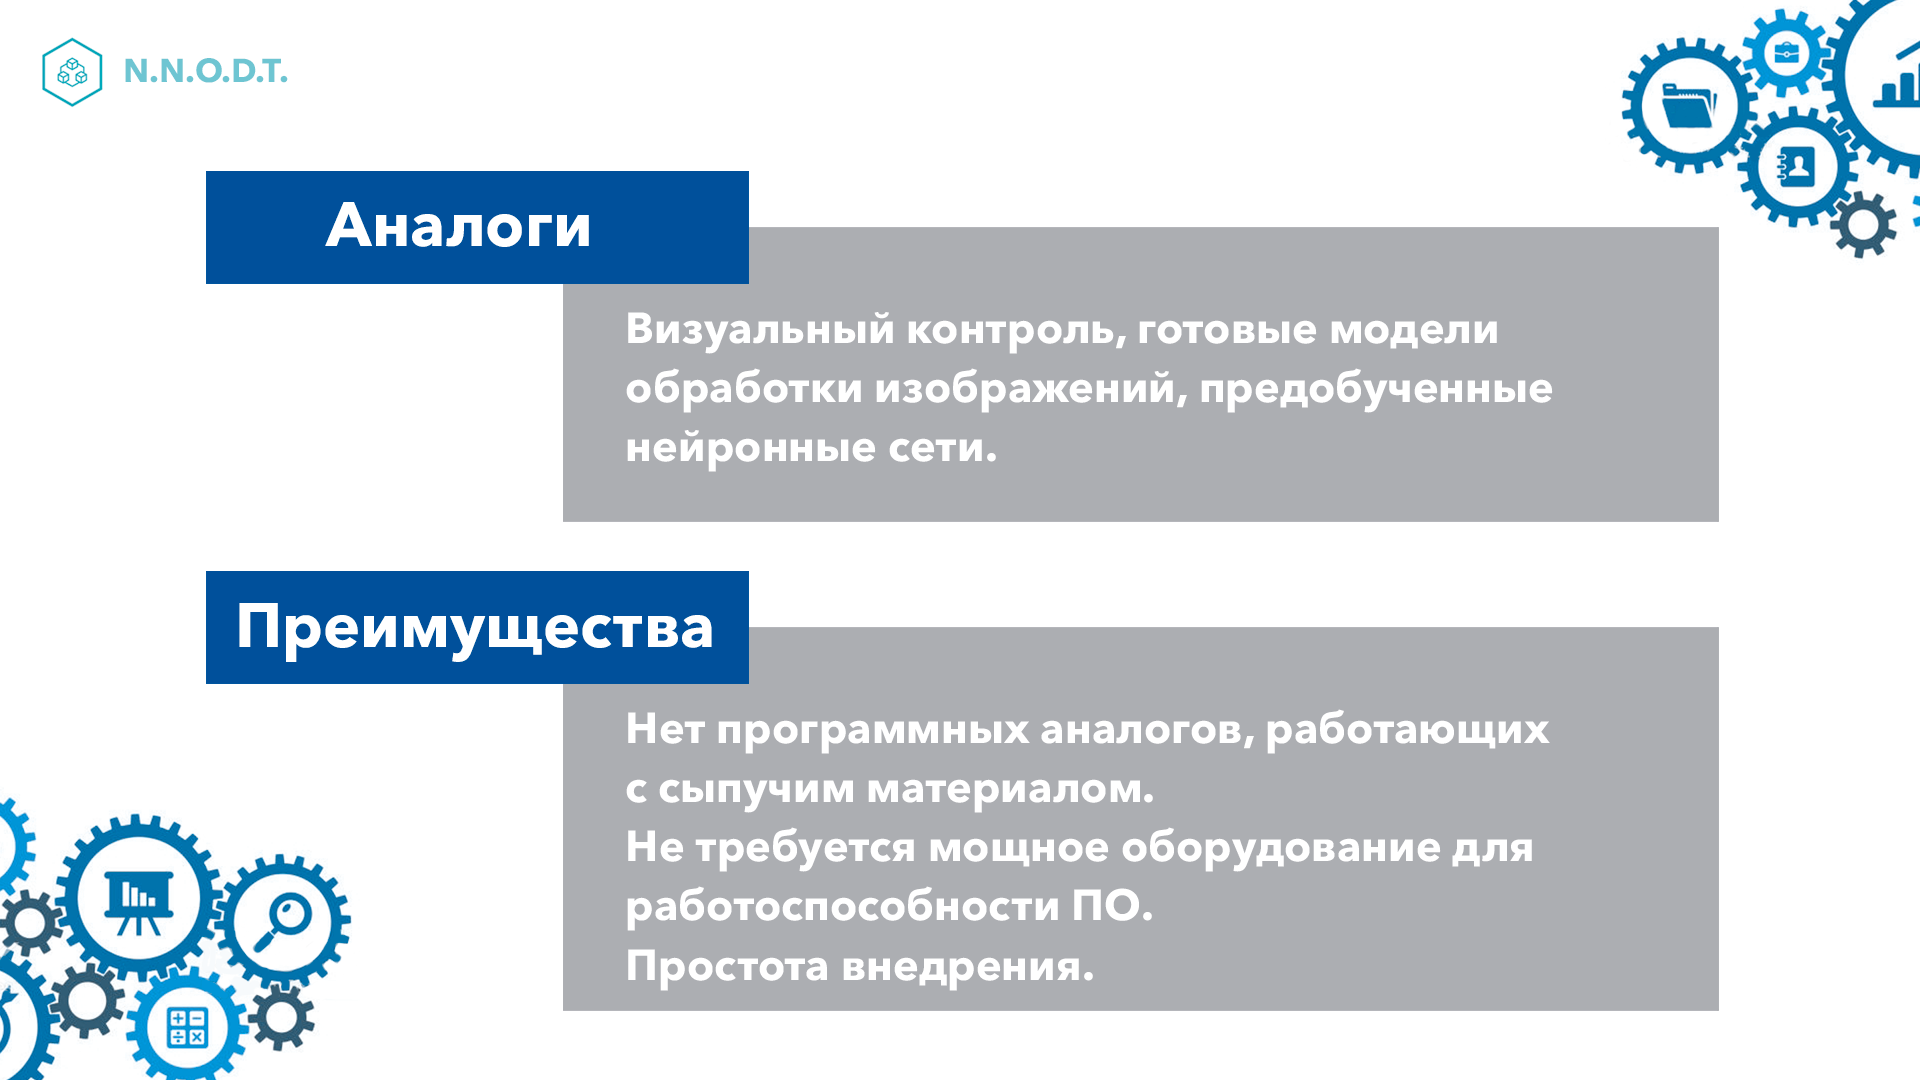 N.N.O.D.T.
Аналоги
Визуальный контроль, готовые модели
обработки изображений, предобученные
нейронные сети.
Преимущества
Нет программных аналогов, работающих
с сыпучим материалом.
Не требуется мощное оборудование для
работоспособности ПО.
Простота внедрения.